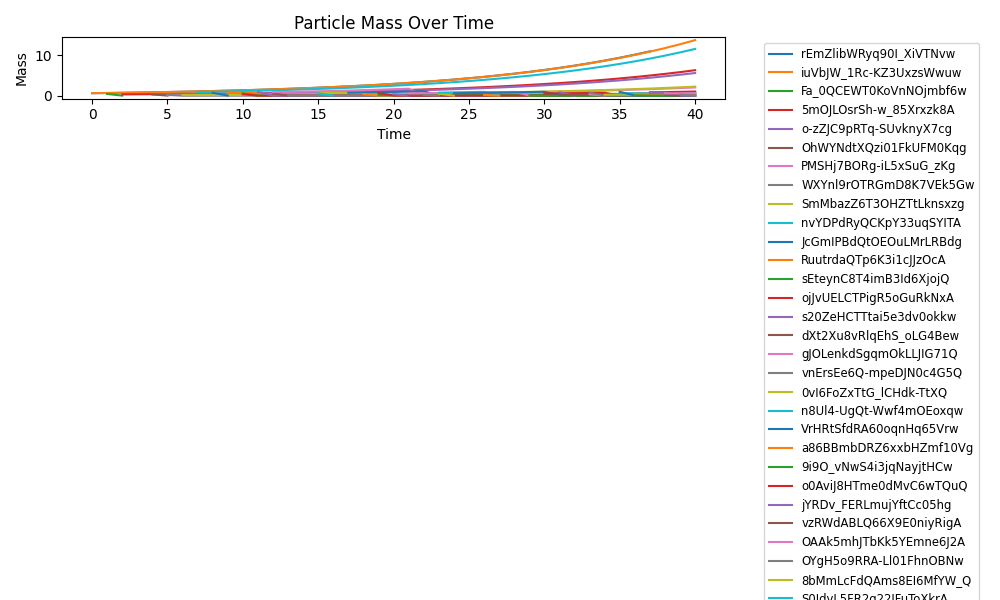 Particle Mass Over Time
Mass
10
0
0 5 10 15 20 25 30 35 40
Time
rEmZlibWRyq90I_XiVTNvw
iuVbJW_1Rc-KZ3UxzsWwuw
Fa_0QCEWT0KoVnNOjmbf6w
5mOJLOsrSh-w_85Xrxzk8A
o-zZJC9pRTq-SUvknyX7cg
OhWYNdtXQzi01FkUFM0Kqg
PMSHj7BORg-iL5xSuG_zKg
WXYnl9rOTRGmD8K7VEk5Gw
SmMbazZ6T3OHZTtLknsxzg
nvYDPdRyQCKpY33uqSYITA
JcGmIPBdQtOEOuLMrLRBdg
RuutrdaQTp6K3i1cJJzOcA
sEteynC8T4imB3Id6XjojQ
ojJvUELCTPigR5oGuRkNxA
s20ZeHCTTtai5e3dv0okkw
dXt2Xu8vRlqEhS_oLG4Bew
gJOLenkdSgqmOkLLJIG71Q
vnErsEe6Q-mpeDJN0c4G5Q
0vI6FoZxTtG_lCHdk-TtXQ
n8Ul4-UgQt-Wwf4mOEoxqw
VrHRtSfdRA60oqnHq65Vrw
a86BBmbDRZ6xxbHZmf10Vg
9i9O_vNwS4i3jqNayjtHCw
o0AviJ8HTme0dMvC6wTQuQ
jYRDv_FERLmujYftCc05hg
vzRWdABLQ66X9E0niyRigA
OAAk5mhJTbKk5YEmne6J2A
OYgH5o9RRA-Ll01FhnOBNw
8bMmLcFdQAms8EI6MfYW_Q